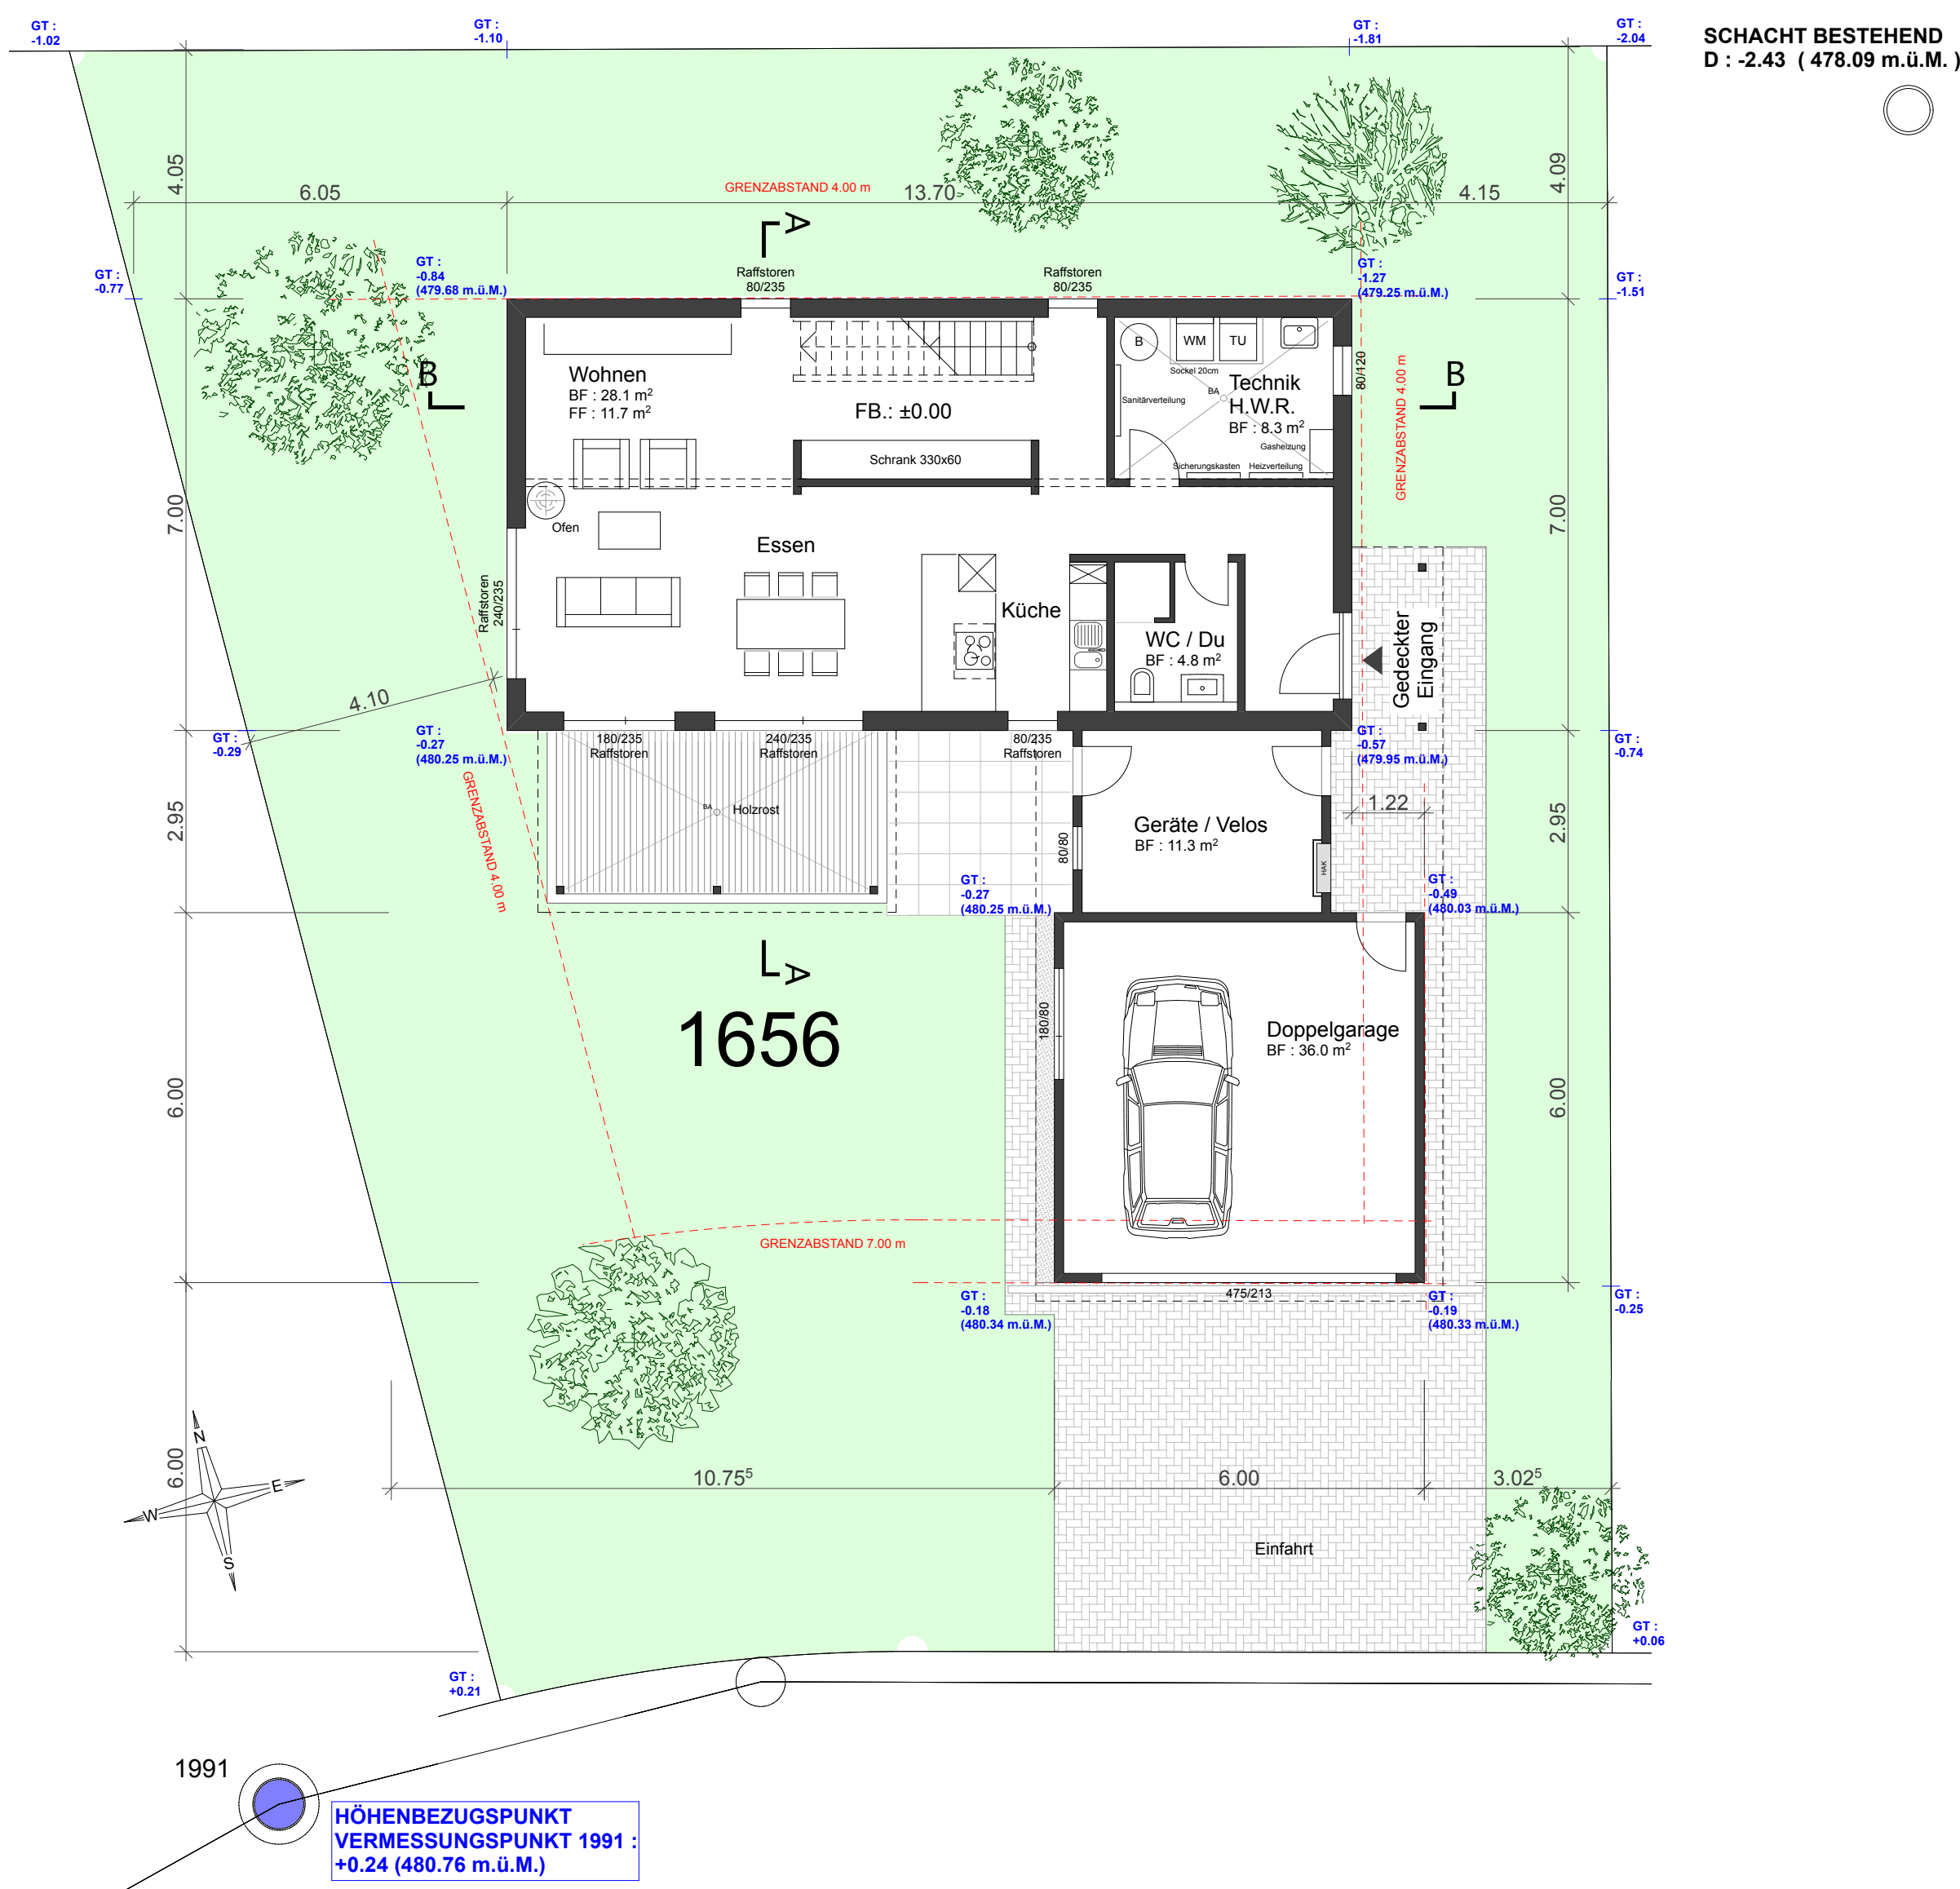 GT :
-1.02
GT :
-1.10
GT :
-1.81
GT :
-2.04
SCHACHT BESTEHEND
D : -2.43 ( 478.09 m.ü.M. )
4.05
6.05
GRENZABSTAND 4.00 m
13.70
4.15
4.09
A
GT :
-0.77
GT :
-0.84
(479.68 m.ü.M.)
Raffstoren
80/235
Raffstoren
80/235
GT :
-1.27
(479.25 m.ü.M.)
GT :
-1.51
B
Wohnen
BF : 28.1 m²
FF : 11.7 m²
FB.: ±0.00
Schrank 330x60
B
WM
TU
Sockel 20cm
Sanitärverteilung
BA
Technik
H.W.R.
BF : 8.3 m²
Gasheizung
Sicherungskasten
Heizverteilung
80/120
GRENZABSTAND 4.00 m
B
7.00
7.00
Ofen
Essen
Raffstoren
240/235
Küche
WC / Du
BF : 4.8 m²
Gedeckter
Eingang
4.10
GT :
-0.29
GT :
-0.27
(480.25 m.ü.M.)
180/235
Raffstoren
240/235
Raffstoren
80/235
Raffstoren
GT :
-0.57
(479.95 m.ü.M.)
GT :
-0.74
GRENZABSTAND 4.00 m
2.95
BA
Holzrost
80/80
Geräte / Velos
BF : 11.3 m²
HAK
1.22
2.95
GT :
-0.27
(480.25 m.ü.M.)
GT :
-0.49
(480.03 m.ü.M.)
A
1656
180/80
Doppelgarage
BF : 36.0 m²
6.00
6.00
GRENZABSTAND 7.00 m
GT :
-0.18
(480.34 m.ü.M.)
475/213
GT :
-0.19
(480.33 m.ü.M.)
GT :
-0.25
N
E
W
S
6.00
10.75⁵
6.00
3.02⁵
Einfahrt
GT :
+0.06
GT :
+0.21
1991
HÖHENBEZUGSPUNKT
VERMESSUNGSPUNKT 1991 :
+0.24 (480.76 m.ü.M.)